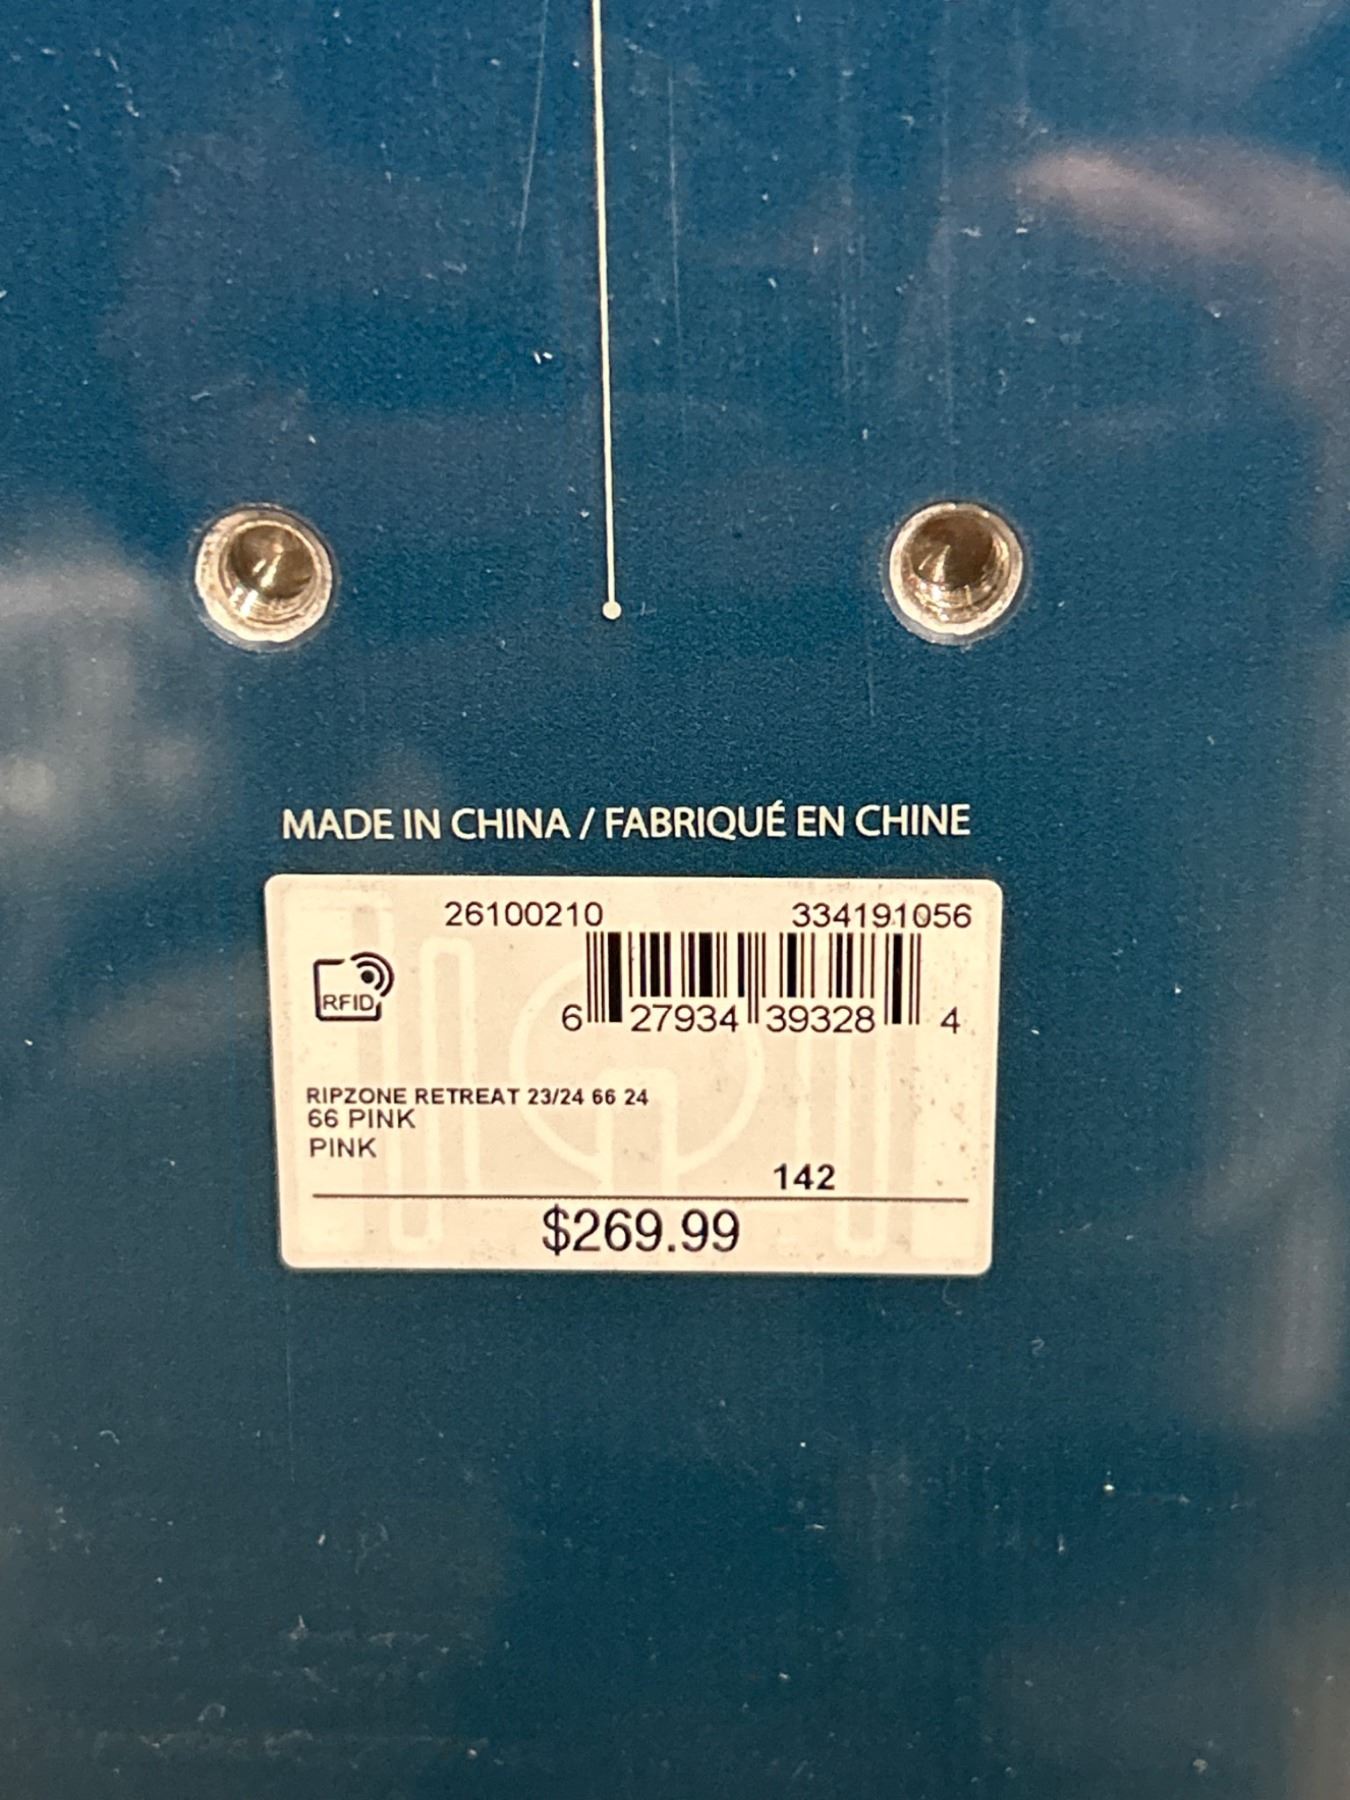 MADE IN CHINA / FABRIQUÉ EN CHINE
26100210 334191056
RFID
6 27934 39328 4
RIPZONE RETREAT 23/24 66 24
66 PINK
PINK
142
$269.99